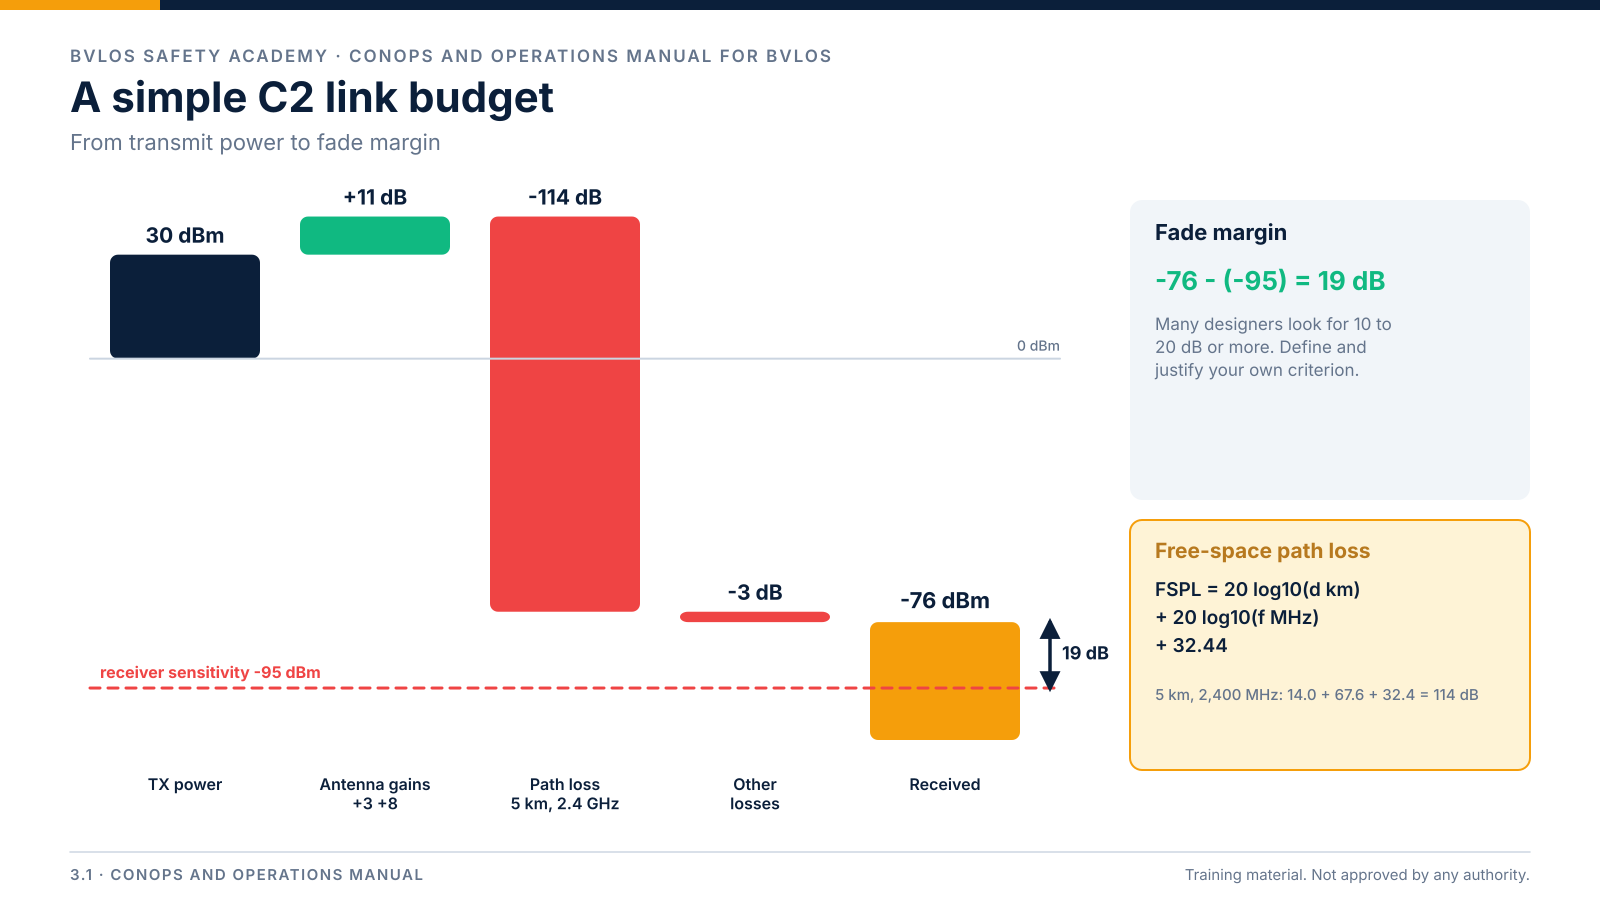 BVLOS SAFETY ACADEMY · CONOPS AND OPERATIONS MANUAL FOR BVLOS
A simple C2 link budget
From transmit power to fade margin
30 dBm
+11 dB
-114 dB
-3 dB
-76 dBm
0 dBm
19 dB
receiver sensitivity -95 dBm
TX power
Antenna gains
+3 +8
Path loss
5 km, 2.4 GHz
Other
losses
Received
Fade margin
-76 - (-95) = 19 dB
Many designers look for 10 to
20 dB or more. Define and
justify your own criterion.
Free-space path loss
FSPL = 20 log10(d km)
+ 20 log10(f MHz)
+ 32.44
5 km, 2,400 MHz: 14.0 + 67.6 + 32.4 = 114 dB
3.1 · CONOPS AND OPERATIONS MANUAL
Training material. Not approved by any authority.